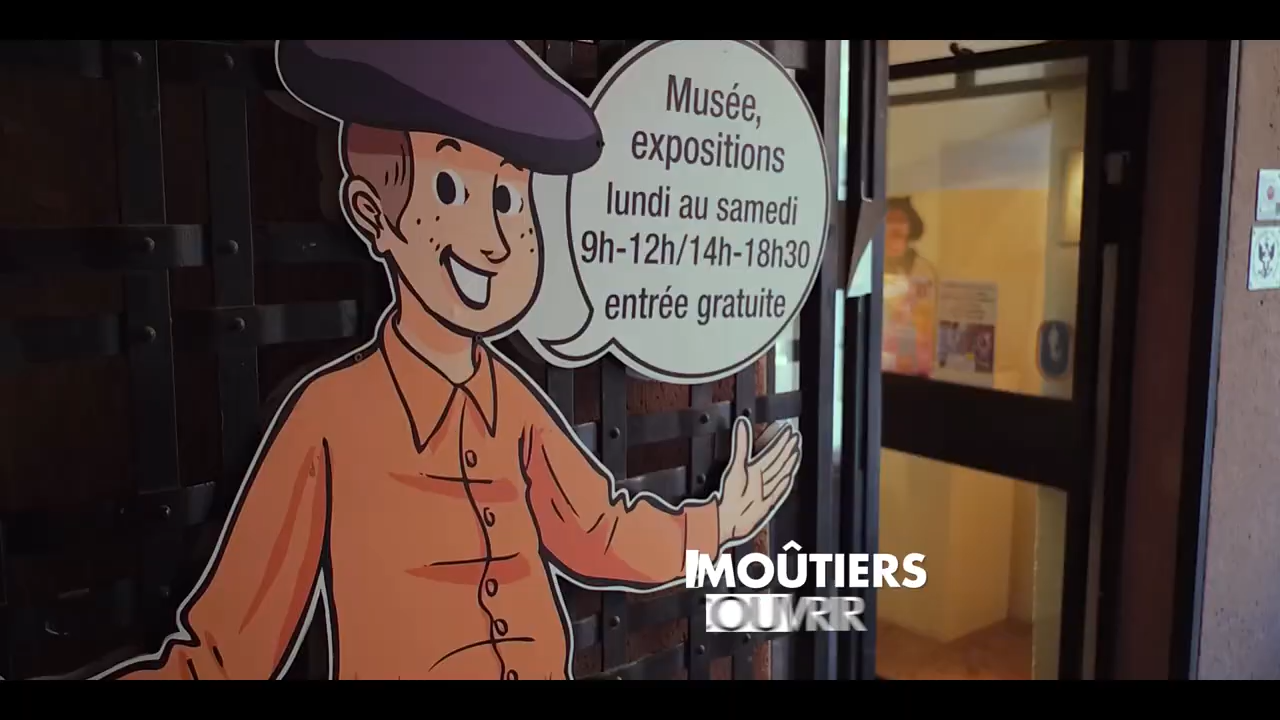 Musée,
expositions
lundi au samedi
9h-12h/14h-18h30
entrée gratuite
MOÛTIERS